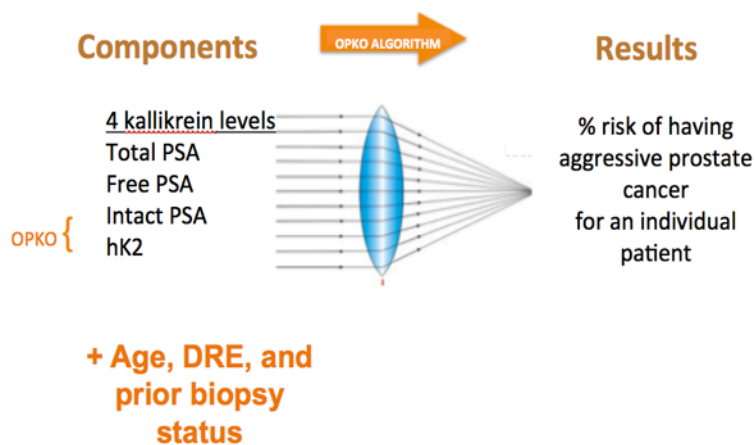 Components
OPKO ALGORITHM
Results
4 kallikrein levels
Total PSA
Free PSA
Intact PSA
hK2
OPKO {
% risk of having
aggressive prostate
cancer
for an individual
patient
+ Age, DRE, and
prior biopsy
status